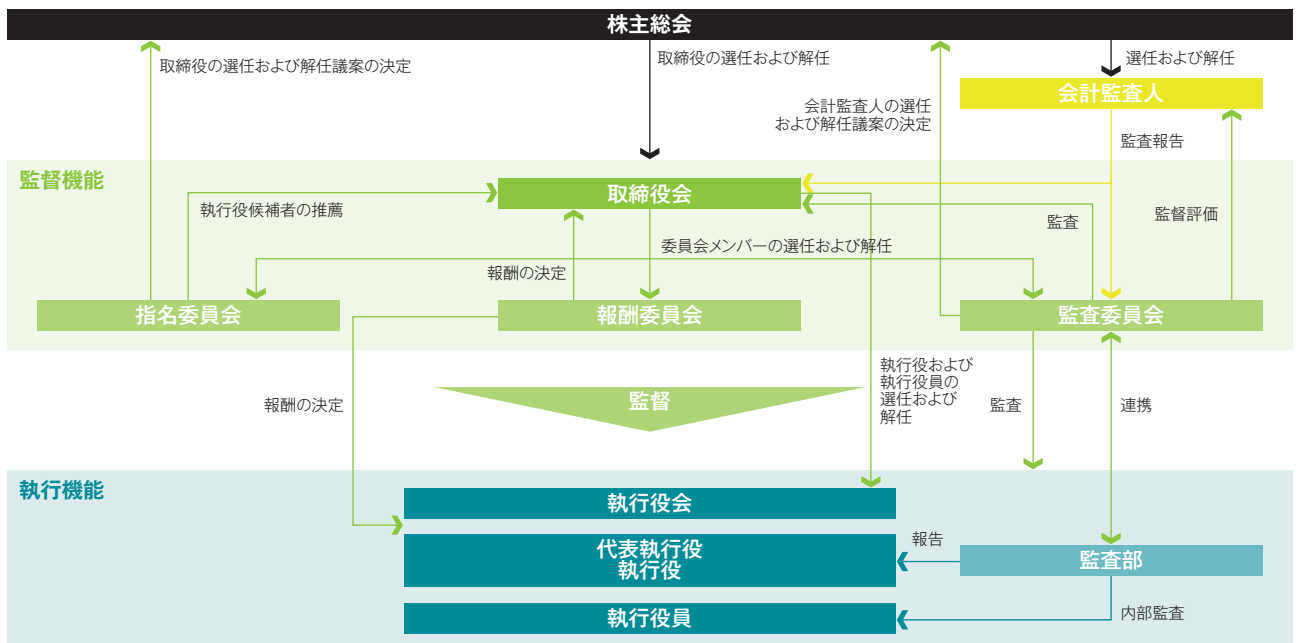 株主総会
取締役の選任および解任議案の決定
取締役の選任および解任
選任および解任
会計監査人
会計監査人の選任
および解任議案の決定
監査報告
監督機能
取締役会
執行役候補者の推薦
監査
監督評価
委員会メンバーの選任および解任
報酬の決定
指名委員会
報酬委員会
監査委員会
執行役および
執行役員の
選任および
解任
監督
報酬の決定
監査
連携
執行機能
執行役会
代表執行役
執行役
報告
監査部
執行役員
内部監査